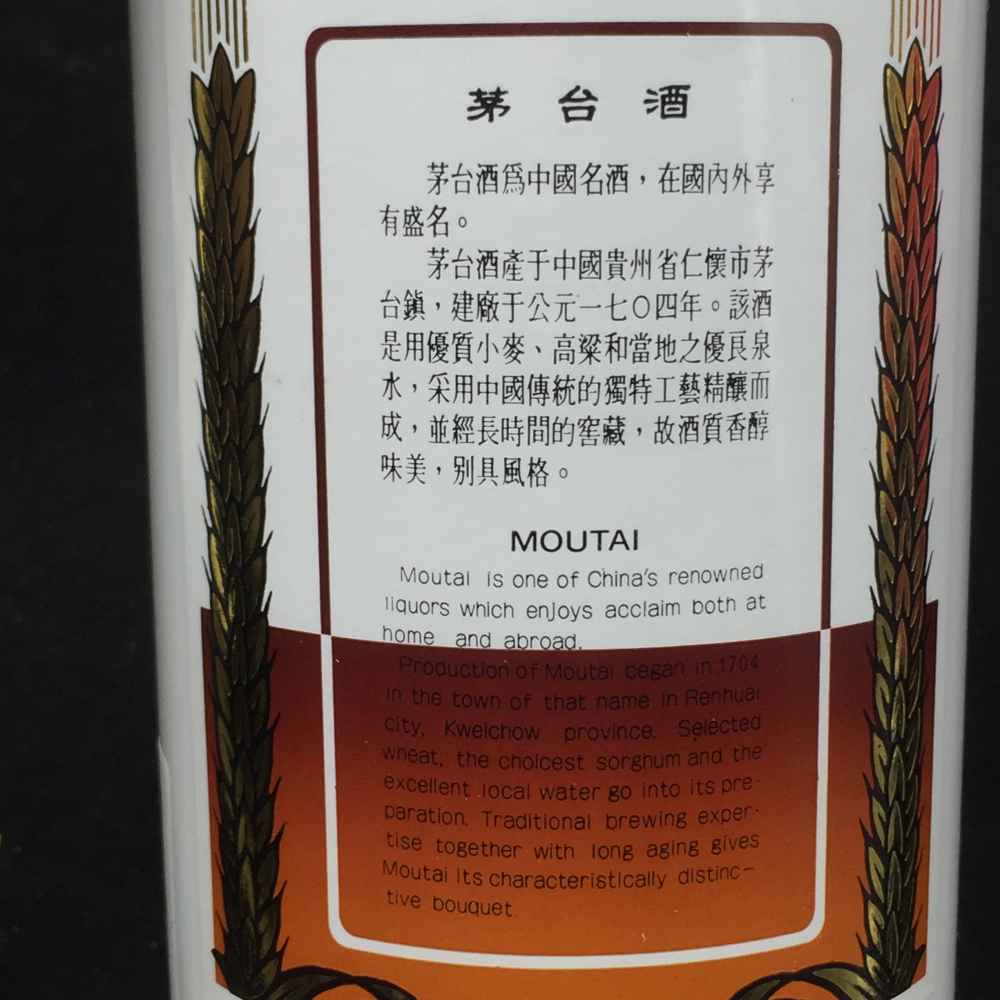 茅台酒
茅台酒爲中國名酒，在國內外享
有盛名。
茅台酒產于中國貴州省仁懷市茅
台鎮，建廠于公元一七〇四年。該酒
是用優質小麥、高粱和當地之優良泉
水，采用中國傳統的獨特工藝精釀而
成，並經長時間的窖藏，故酒質香醇
味美，别具風格。
MOUTAI
Moutai is one of China's renowned
liquors which enjoys acclaim both at
home and abroad.
Production of Moutai began in 1704
in the town of that name in Renhuai
city, Kweichow province. Selected
wheat, the choicest sorghum and the
excellent local water go into its pre-
paration. Traditional brewing exper-
tise together with long aging gives
Moutai its characteristically distinc-
tive bouquet.